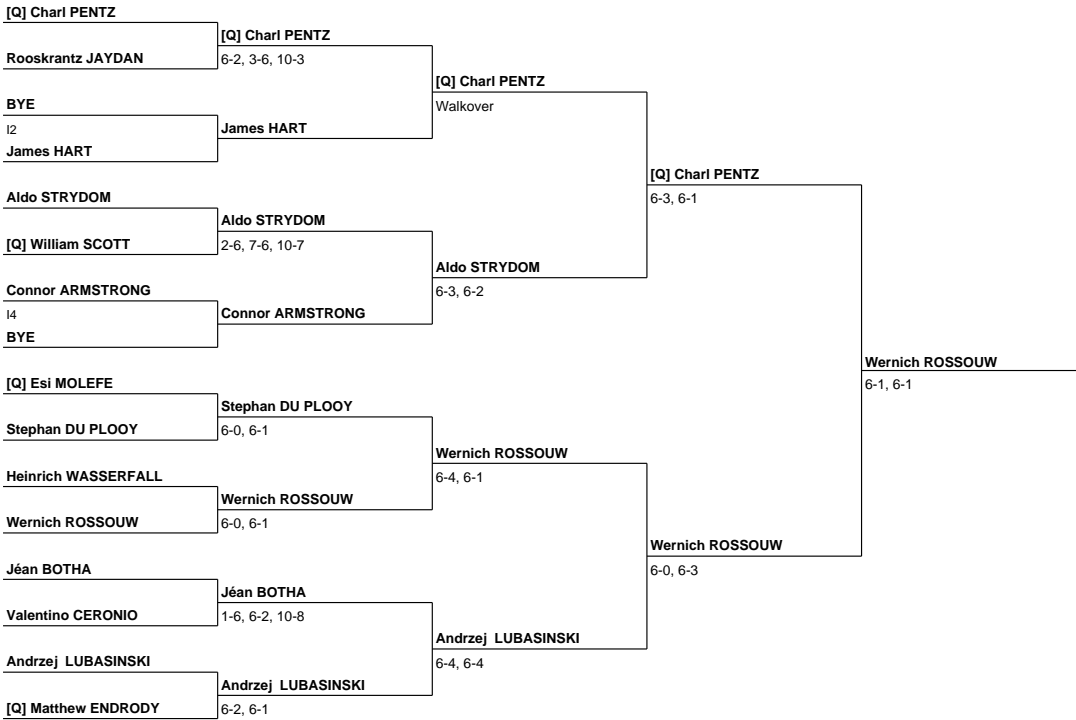 [Q] Charl PENTZ
Rooskrantz JAYDAN
BYE
I2
James HART
Aldo STRYDOM
[Q] William SCOTT
Connor ARMSTRONG
I4
BYE
[Q] Esi MOLEFE
Stephan DU PLOOY
Heinrich WASSERFALL
Wernich ROSSOUW
Jéan BOTHA
Valentino CERONIO
Andrzej LUBASINSKI
[Q] Matthew ENDRODY
[Q] Charl PENTZ
6-2, 3-6, 10-3
James HART
Aldo STRYDOM
2-6, 7-6, 10-7
Connor ARMSTRONG
Stephan DU PLOOY
6-0, 6-1
Wernich ROSSOUW
6-0, 6-1
Jéan BOTHA
1-6, 6-2, 10-8
Andrzej LUBASINSKI
6-2, 6-1
[Q] Charl PENTZ
Walkover
Aldo STRYDOM
6-3, 6-2
Wernich ROSSOUW
6-4, 6-1
Andrzej LUBASINSKI
6-4, 6-4
[Q] Charl PENTZ
6-3, 6-1
Wernich ROSSOUW
6-0, 6-3
Wernich ROSSOUW
6-1, 6-1